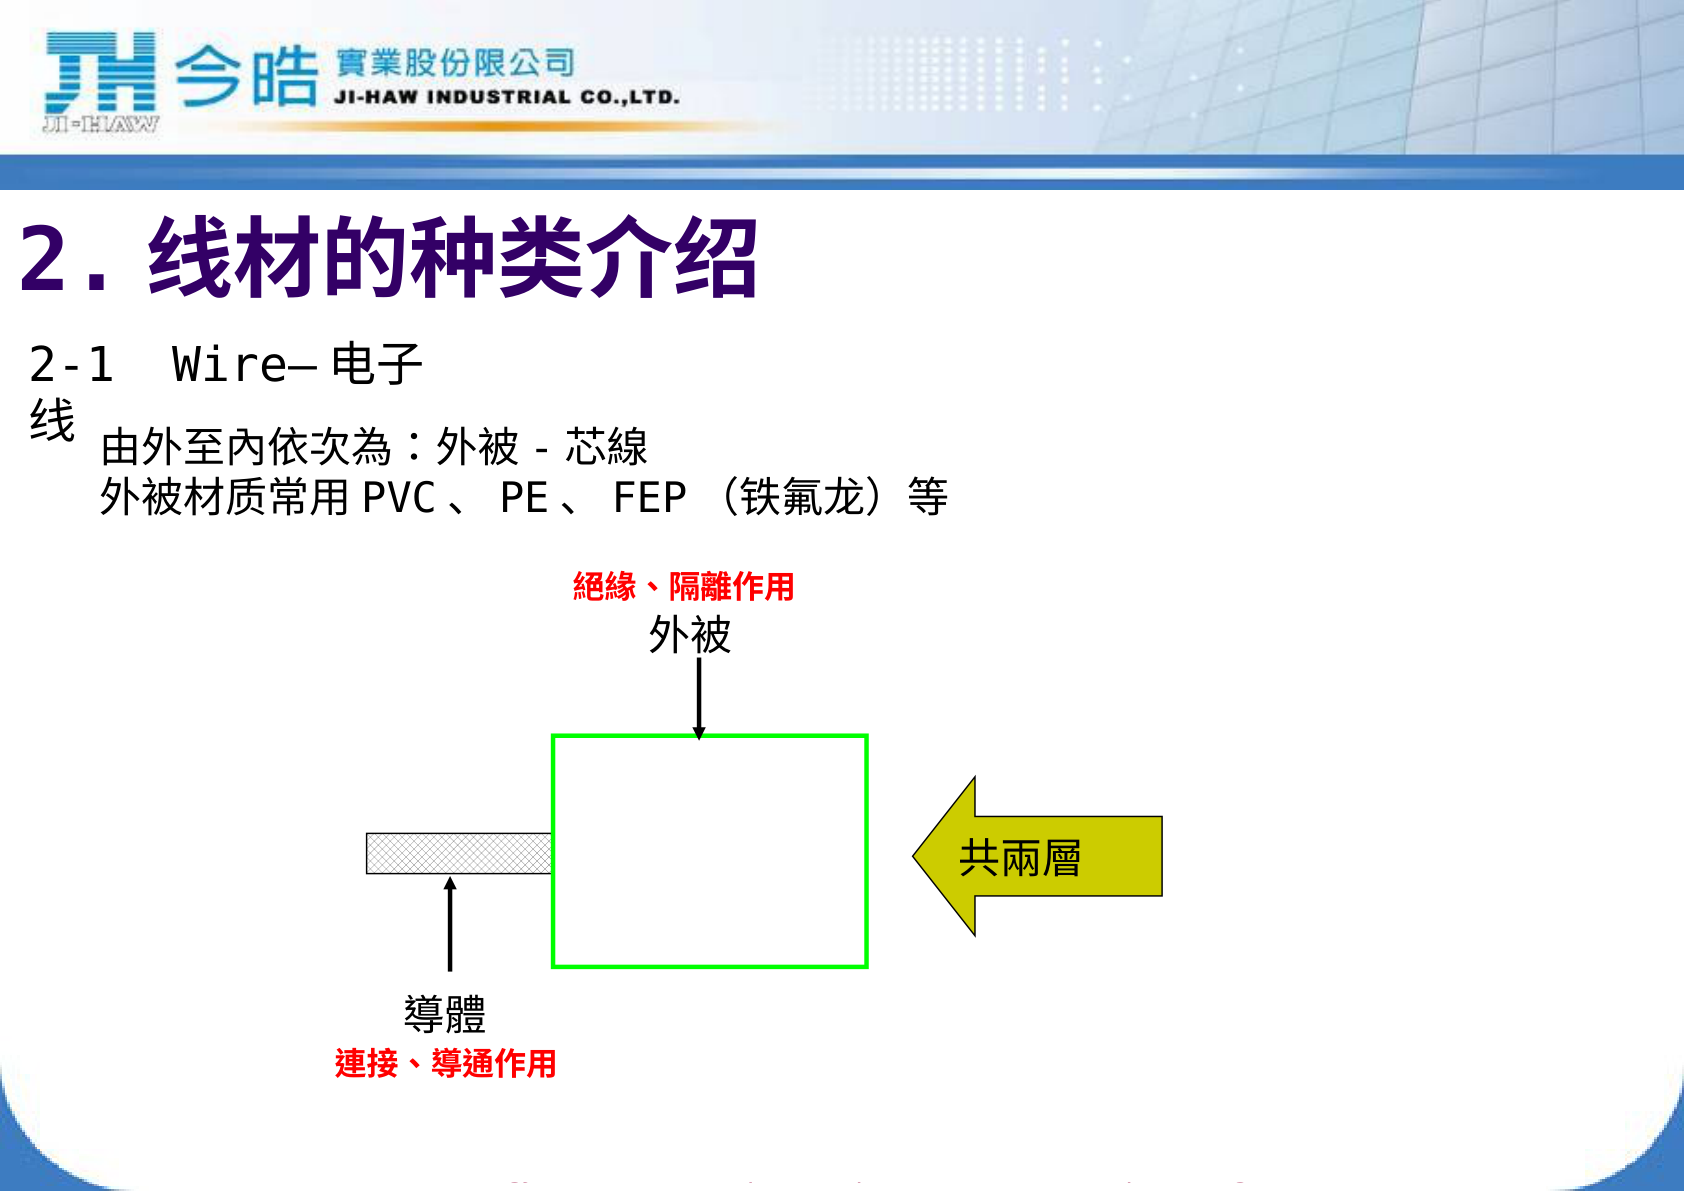 JH 今皓 實業股份限公司
JI-HAW INDUSTRIAL CO.,LTD.
JI-HAW
2.线材的种类介绍
2-1 Wire—电子
线
由外至內依次為：外被-芯線
外被材质常用PVC、PE、FEP（铁氟龙）等
絕緣、隔離作用
外被
共兩層
導體
連接、導通作用